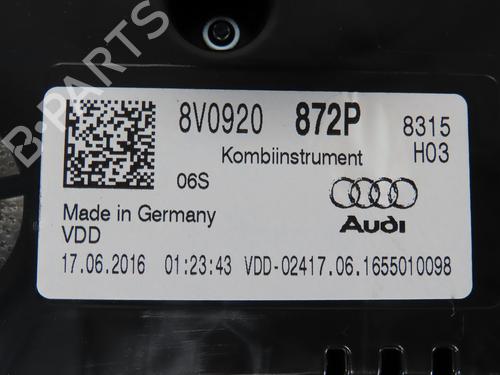 B-PARTS
8V0920 872P 8315
Kombiinstrument H03
06S
Audi
Made in Germany
VDD
17.06.2016 01:23:43 VDD-02417.06.1655010098